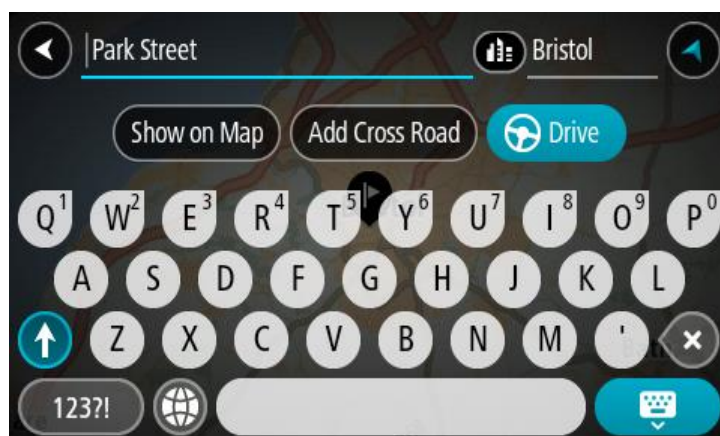 Park Street Bristol
Show on Map Add Cross Road Drive
Q1 W2 E3 R4 T5 Y6 U7 I8 O9 P0
A S D F G H J K L
Z X C V B N M '
123?!